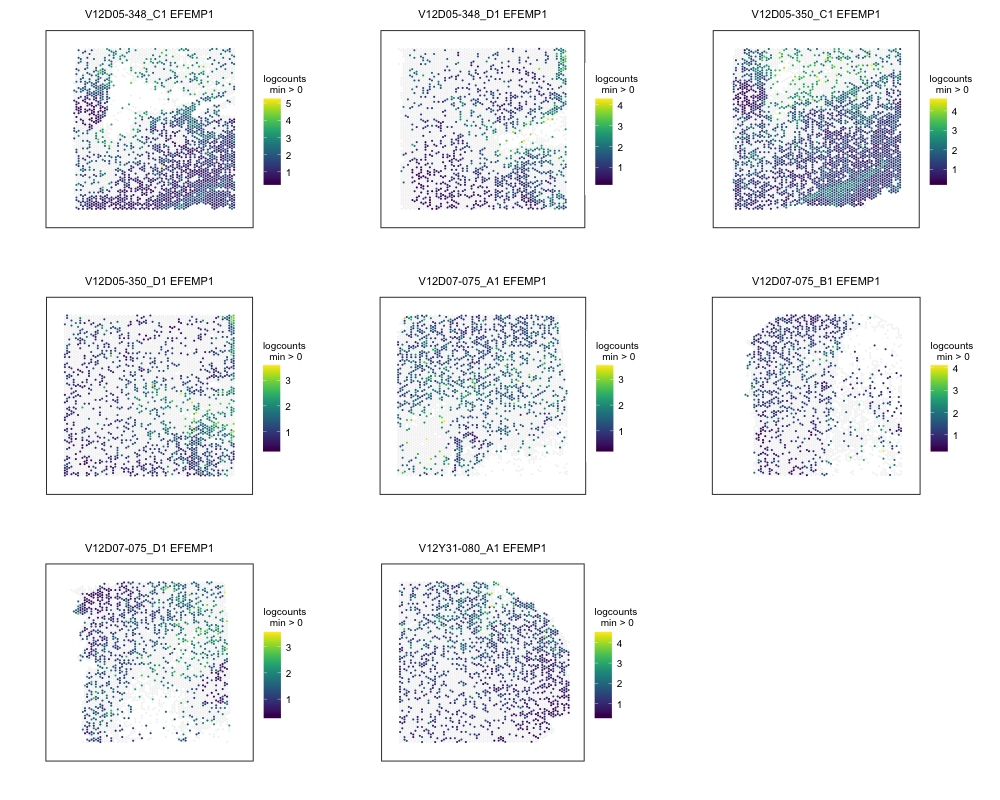 V12D05-348_C1 EFEMP1
logcounts
min > 0
5
4
3
2
1
V12D05-348_D1 EFEMP1
logcounts
min > 0
4
3
2
1
V12D05-350_C1 EFEMP1
logcounts
min > 0
4
3
2
1
V12D05-350_D1 EFEMP1
logcounts
min > 0
3
2
1
V12D07-075_A1 EFEMP1
logcounts
min > 0
3
2
1
V12D07-075_B1 EFEMP1
logcounts
min > 0
4
3
2
1
V12D07-075_D1 EFEMP1
logcounts
min > 0
3
2
1
V12Y31-080_A1 EFEMP1
logcounts
min > 0
4
3
2
1